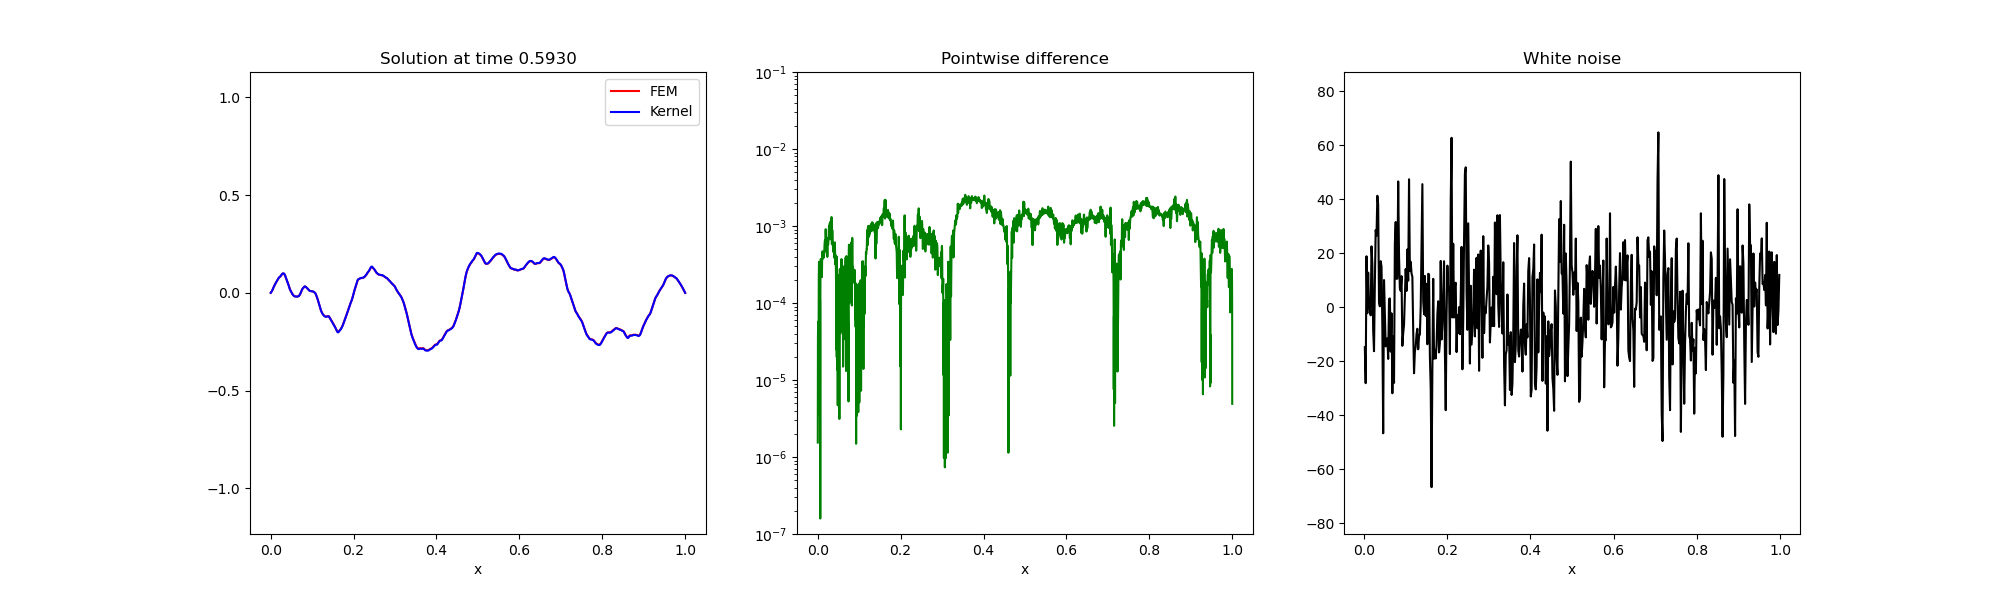 Solution at time 0.5930
1.0
0.5
0.0
−0.5
−1.0
FEM
Kernel
0.0 0.2 0.4 0.6 0.8 1.0
x
Pointwise difference
10⁻¹
10⁻²
10⁻³
10⁻⁴
10⁻⁵
10⁻⁶
10⁻⁷
0.0 0.2 0.4 0.6 0.8 1.0
x
White noise
80
60
40
20
0
−20
−40
−60
−80
0.0 0.2 0.4 0.6 0.8 1.0
x